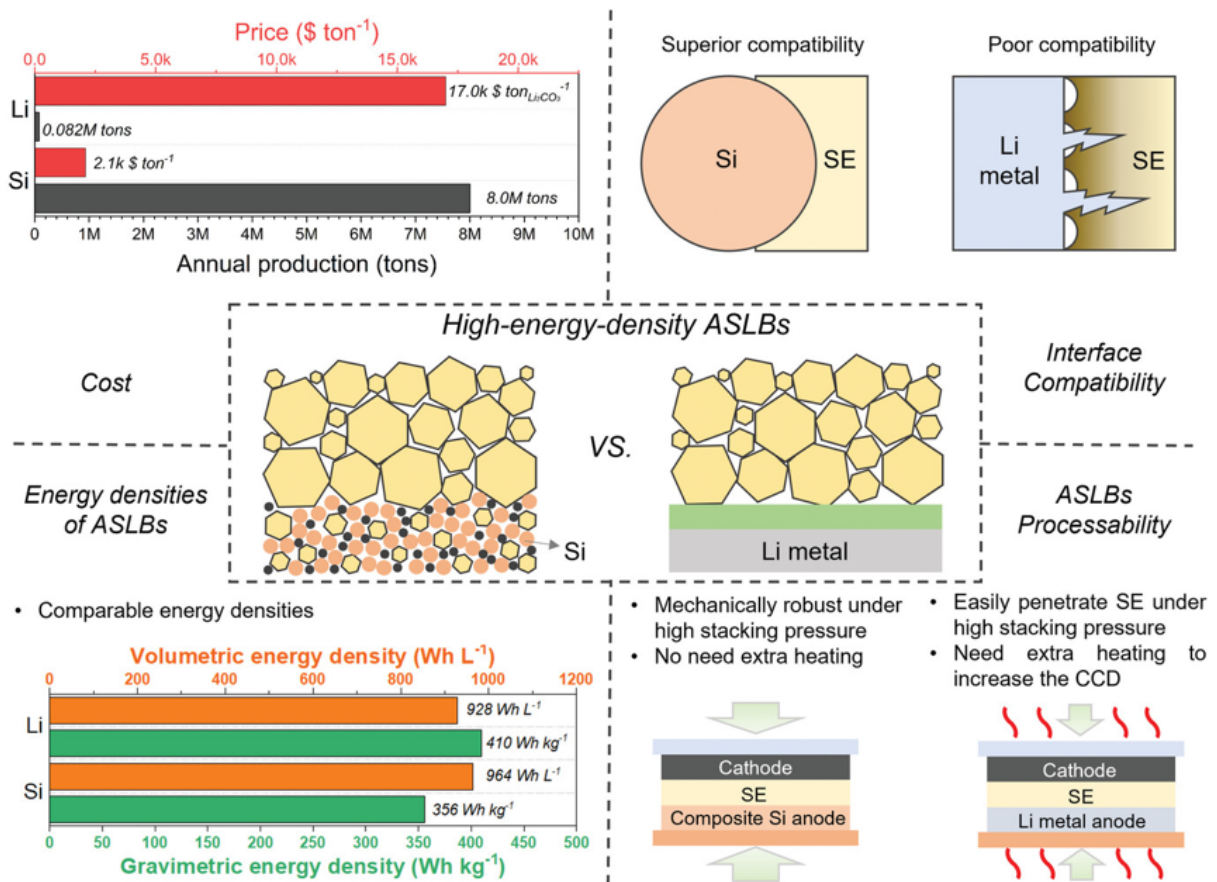 Price ($ ton⁻¹)
0.0 5.0k 10.0k 15.0k 20.0k
Li
17.0k $ ton_Li₂CO₃⁻¹
0.082M tons
Si
2.1k $ ton⁻¹
8.0M tons
0 1M 2M 3M 4M 5M 6M 7M 8M 9M 10M
Annual production (tons)
Superior compatibility
Si
SE
Poor compatibility
Li
metal
SE
Cost
Energy densities
of ASLBs
High-energy-density ASLBs
VS.
Si
Li metal
Interface
Compatibility
ASLBs
Processability
• Comparable energy densities
Volumetric energy density (Wh L⁻¹)
0 200 400 600 800 1000 1200
Li
928 Wh L⁻¹
410 Wh kg⁻¹
Si
964 Wh L⁻¹
356 Wh kg⁻¹
0 50 100 150 200 250 300 350 400 450 500
Gravimetric energy density (Wh kg⁻¹)
• Mechanically robust under
high stacking pressure
• No need extra heating
Cathode
SE
Composite Si anode
• Easily penetrate SE under
high stacking pressure
• Need extra heating to
increase the CCD
Cathode
SE
Li metal anode